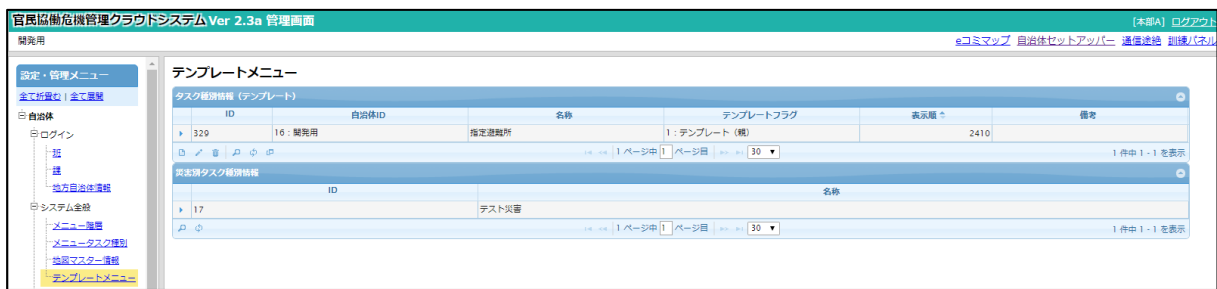 官民協働危機管理クラウドシステム Ver 2.3a 管理画面
[本部A] ログアウト
開発用
eコミマップ 自治体セットアッパー 通信途絶 訓練パネル
設定・管理メニュー
全て折畳む | 全て展開
自治体
ログイン
班
課
地方自治体情報
システム全般
メニュー階層
メニュータスク種別
地図マスター情報
テンプレートメニュー
テンプレートメニュー
タスク種別情報（テンプレート）
ID 自治体ID 名称 テンプレートフラグ 表示順 備考
329 16：開発用 指定避難所 1：テンプレート（親） 2410
1 ページ中 1 ページ目 30
1 件中 1 - 1 を表示
災害別タスク種別情報
ID 名称
17 テスト災害
1 ページ中 1 ページ目 30
1 件中 1 - 1 を表示